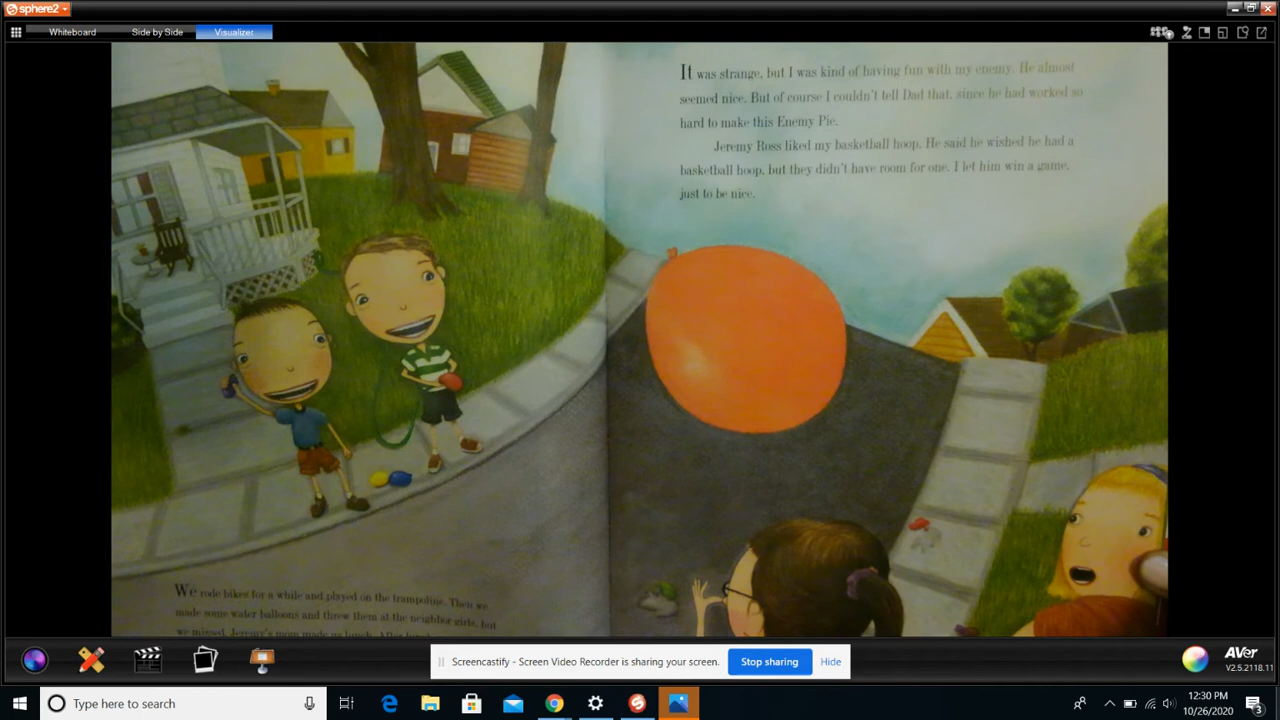 sphere2
Whiteboard
Side by Side
Visualizer
It was strange, but I was kind of having fun with my enemy. He almost
seemed nice. But of course I couldn't tell Dad that, since he had worked so
hard to make this Enemy Pie.
Jeremy Ross liked my basketball hoop. He said he wished he had a
basketball hoop, but they didn't have room for one. I let him win a game,
just to be nice.
We rode bikes for a while and played on the trampoline. Then we
made some water balloons and threw them at the neighbor girls, but
we missed. Jeremy's mom made us lunch. After
Screencastify - Screen Video Recorder is sharing your screen.
Stop sharing
Hide
AVer
V2.5.2118.11
Type here to search
12:30 PM
10/26/2020
3